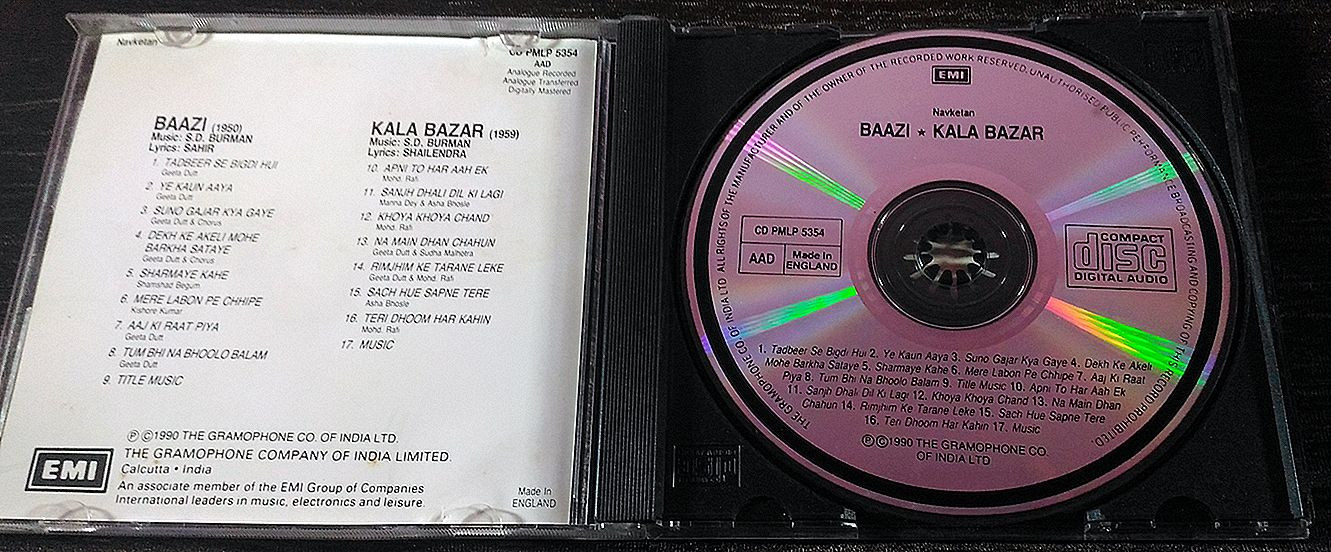 Navketan
CD PMLP 5354
AAD
Analogue Recorded
Analogue Transferred
Digitally Mastered
BAAZI (1950)
Music: S.D. BURMAN
Lyrics: SAHIR
1. TADBEER SE BIGDI HUI
Geeta Dutt
2. YE KAUN AAYA
Geeta Dutt
3. SUNO GAJAR KYA GAYE
Geeta Dutt & Chorus
4. DEKH KE AKELI MOHE
BARKHA SATAYE
Geeta Dutt & Chorus
5. SHARMAYE KAHE
Shamshad Begum
6. MERE LABON PE CHHIPE
Kishore Kumar
7. AAJ KI RAAT PIYA
Geeta Dutt
8. TUM BHI NA BHOOLO BALAM
Geeta Dutt
9. TITLE MUSIC
KALA BAZAR (1959)
Music: S.D. BURMAN
Lyrics: SHAILENDRA
10. APNI TO HAR AAH EK
Mohd. Rafi
11. SANJH DHALI DIL KI LAGI
Manna Dey & Asha Bhosle
12. KHOYA KHOYA CHAND
Mohd. Rafi
13. NA MAIN DHAN CHAHUN
Geeta Dutt & Sudha Malhetra
14. RIMJHIM KE TARANE LEKE
Geeta Dutt & Mohd. Rafi
15. SACH HUE SAPNE TERE
Asha Bhosle
16. TERI DHOOM HAR KAHIN
Mohd. Rafi
17. MUSIC
℗©1990 THE GRAMOPHONE CO. OF INDIA LTD.
THE GRAMOPHONE COMPANY OF INDIA LIMITED.
Calcutta • India
An associate member of the EMI Group of Companies
International leaders in music, electronics and leisure.
EMI
Made In
ENGLAND
THE GRAMOPHONE CO. OF INDIA LTD ALL RIGHTS OF THE MANUFACTURER AND OF THE OWNER OF THE RECORDED WORK RESERVED. UNAUTHORISED PUBLIC PERFORMANCE BROADCASTING AND COPYING OF THIS RECORD PROHIBITED.
EMI
Navketan
BAAZI ★ KALA BAZAR
CD PMLP 5354
AAD
Made in
ENGLAND
COMPACT
disc
DIGITAL AUDIO
1. Tadbeer Se Bigdi Hui 2. Ye Kaun Aaya 3. Suno Gajar Kya Gaye 4. Dekh Ke Akeli
Mohe Barkha Sataye 5. Sharmaye Kahe 6. Mere Labon Pe Chhipe 7. Aaj Ki Raat
Piya 8. Tum Bhi Na Bhoolo Balam 9. Title Music 10. Apni To Har Aah Ek
11. Sanjh Dhali Dil Ki Lagi 12. Khoya Khoya Chand 13. Na Main Dhan
Chahun 14. Rimjhim Ke Tarane Leke 15. Sach Hue Sapne Tere
16. Teri Dhoom Har Kahin 17. Music
℗©1990 THE GRAMOPHONE CO.
OF INDIA LTD